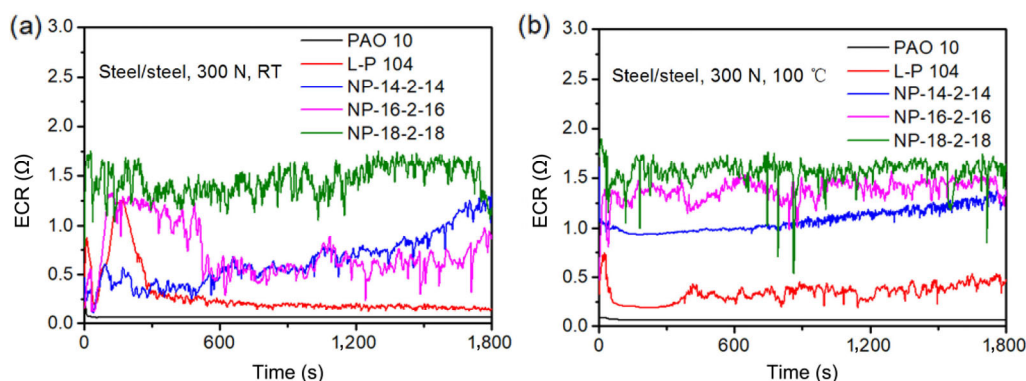 (a)
3.0
2.5
2.0
1.5
1.0
0.5
0.0
ECR (Ω)
Steel/steel, 300 N, RT
PAO 10
L-P 104
NP-14-2-14
NP-16-2-16
NP-18-2-18
0
600
1,200
1,800
Time (s)
(b)
3.0
2.5
2.0
1.5
1.0
0.5
0.0
ECR (Ω)
Steel/steel, 300 N, 100 ℃
PAO 10
L-P 104
NP-14-2-14
NP-16-2-16
NP-18-2-18
0
600
1,200
1,800
Time (s)